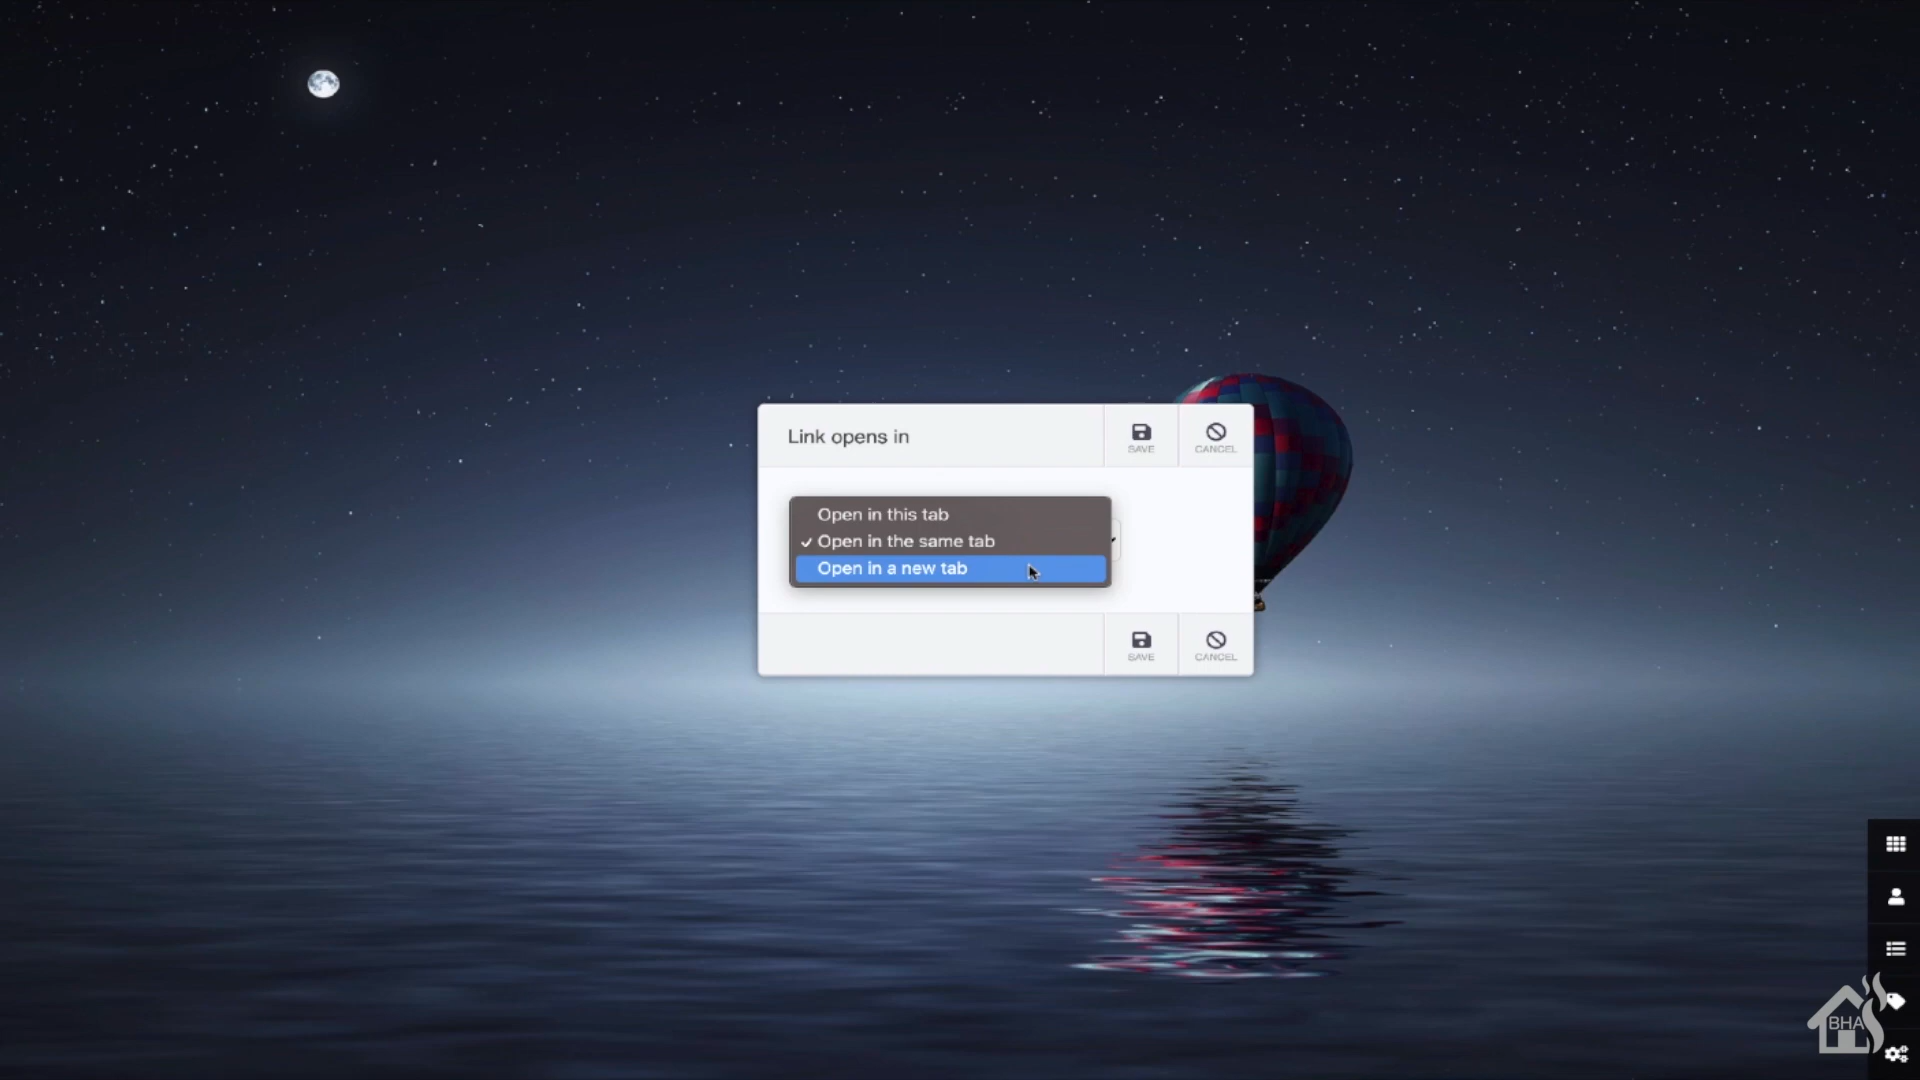 Link opens in
SAVE
CANCEL
Open in this tab
✓ Open in the same tab
Open in a new tab
SAVE
CANCEL
BHA